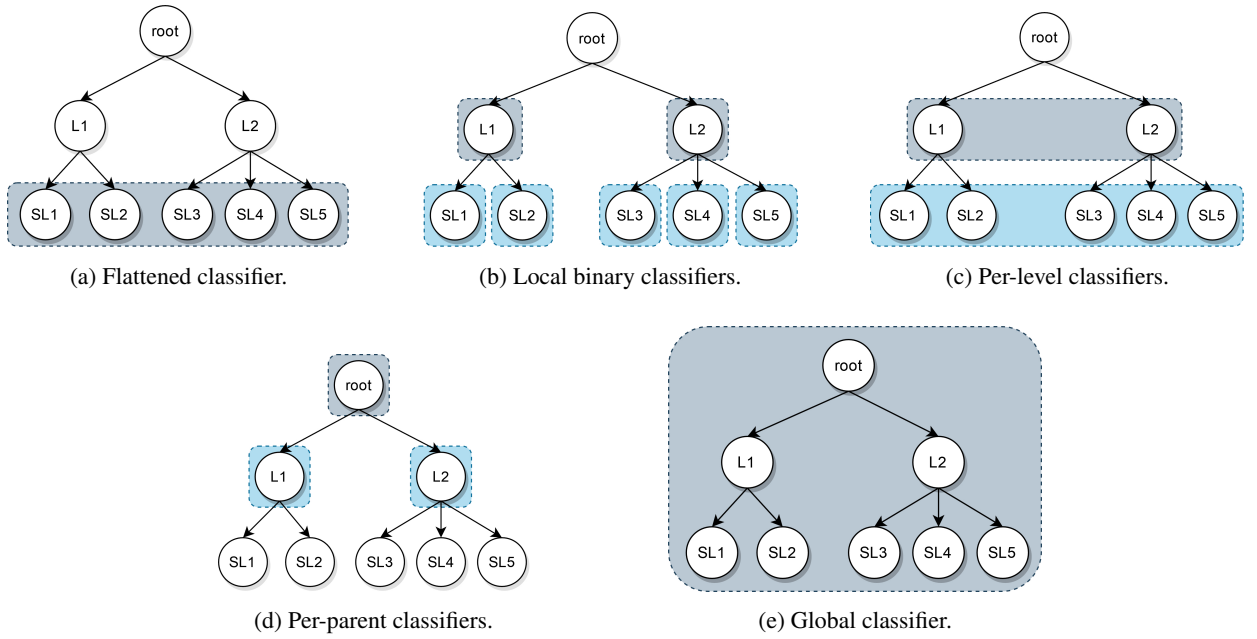 root
L1
L2
SL1
SL2
SL3
SL4
SL5
(a) Flattened classifier.
root
L1
L2
SL1
SL2
SL3
SL4
SL5
(b) Local binary classifiers.
root
L1
L2
SL1
SL2
SL3
SL4
SL5
(c) Per-level classifiers.
root
L1
L2
SL1
SL2
SL3
SL4
SL5
(d) Per-parent classifiers.
root
L1
L2
SL1
SL2
SL3
SL4
SL5
(e) Global classifier.